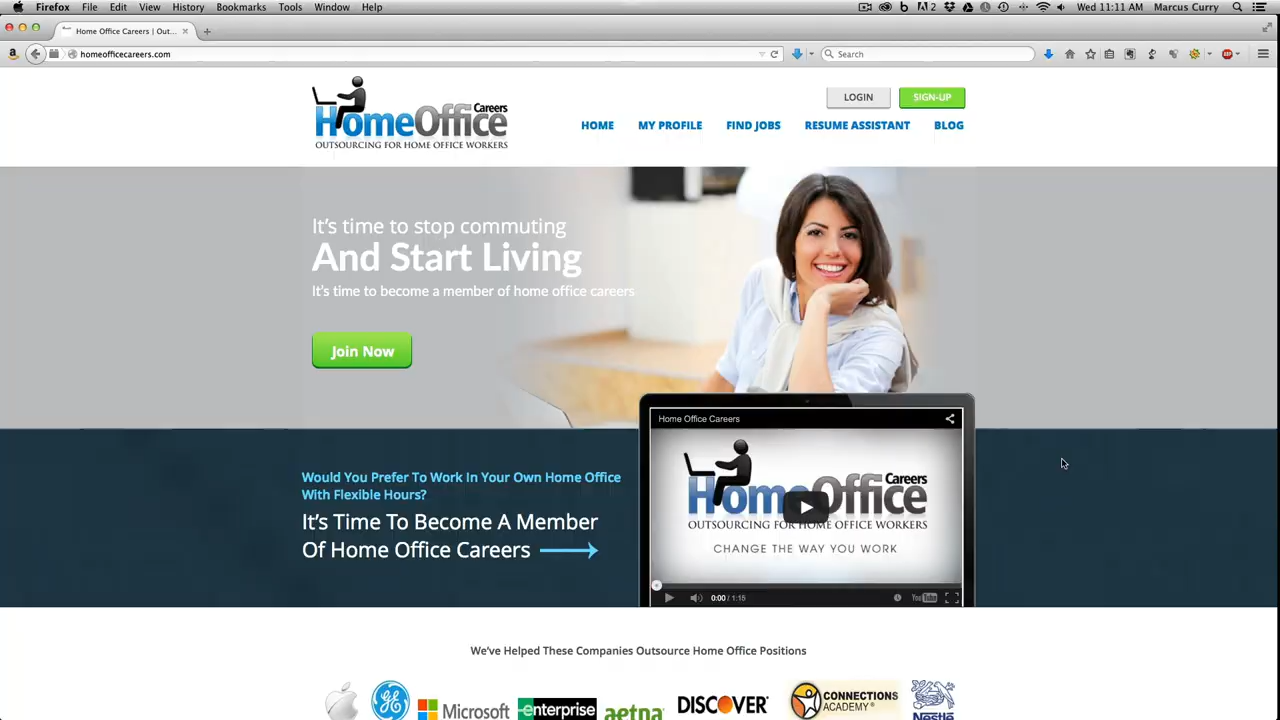 Firefox File Edit View History Bookmarks Tools Window Help
2 Wed 11:11 AM Marcus Curry
Home Office Careers | Out...
homeofficecareers.com
Search
LOGIN SIGN-UP
HomeOffice Careers
OUTSOURCING FOR HOME OFFICE WORKERS
HOME MY PROFILE FIND JOBS RESUME ASSISTANT BLOG
It's time to stop commuting
And Start Living
It's time to become a member of home office careers
Join Now
Home Office Careers
HomeOffice Careers
OUTSOURCING FOR HOME OFFICE WORKERS
CHANGE THE WAY YOU WORK
0:00 / 1:15 YouTube
Would You Prefer To Work In Your Own Home Office
With Flexible Hours?
It's Time To Become A Member
Of Home Office Careers
We've Helped These Companies Outsource Home Office Positions
GE Microsoft enterprise aetna DISCOVER CONNECTIONS ACADEMY Nestle